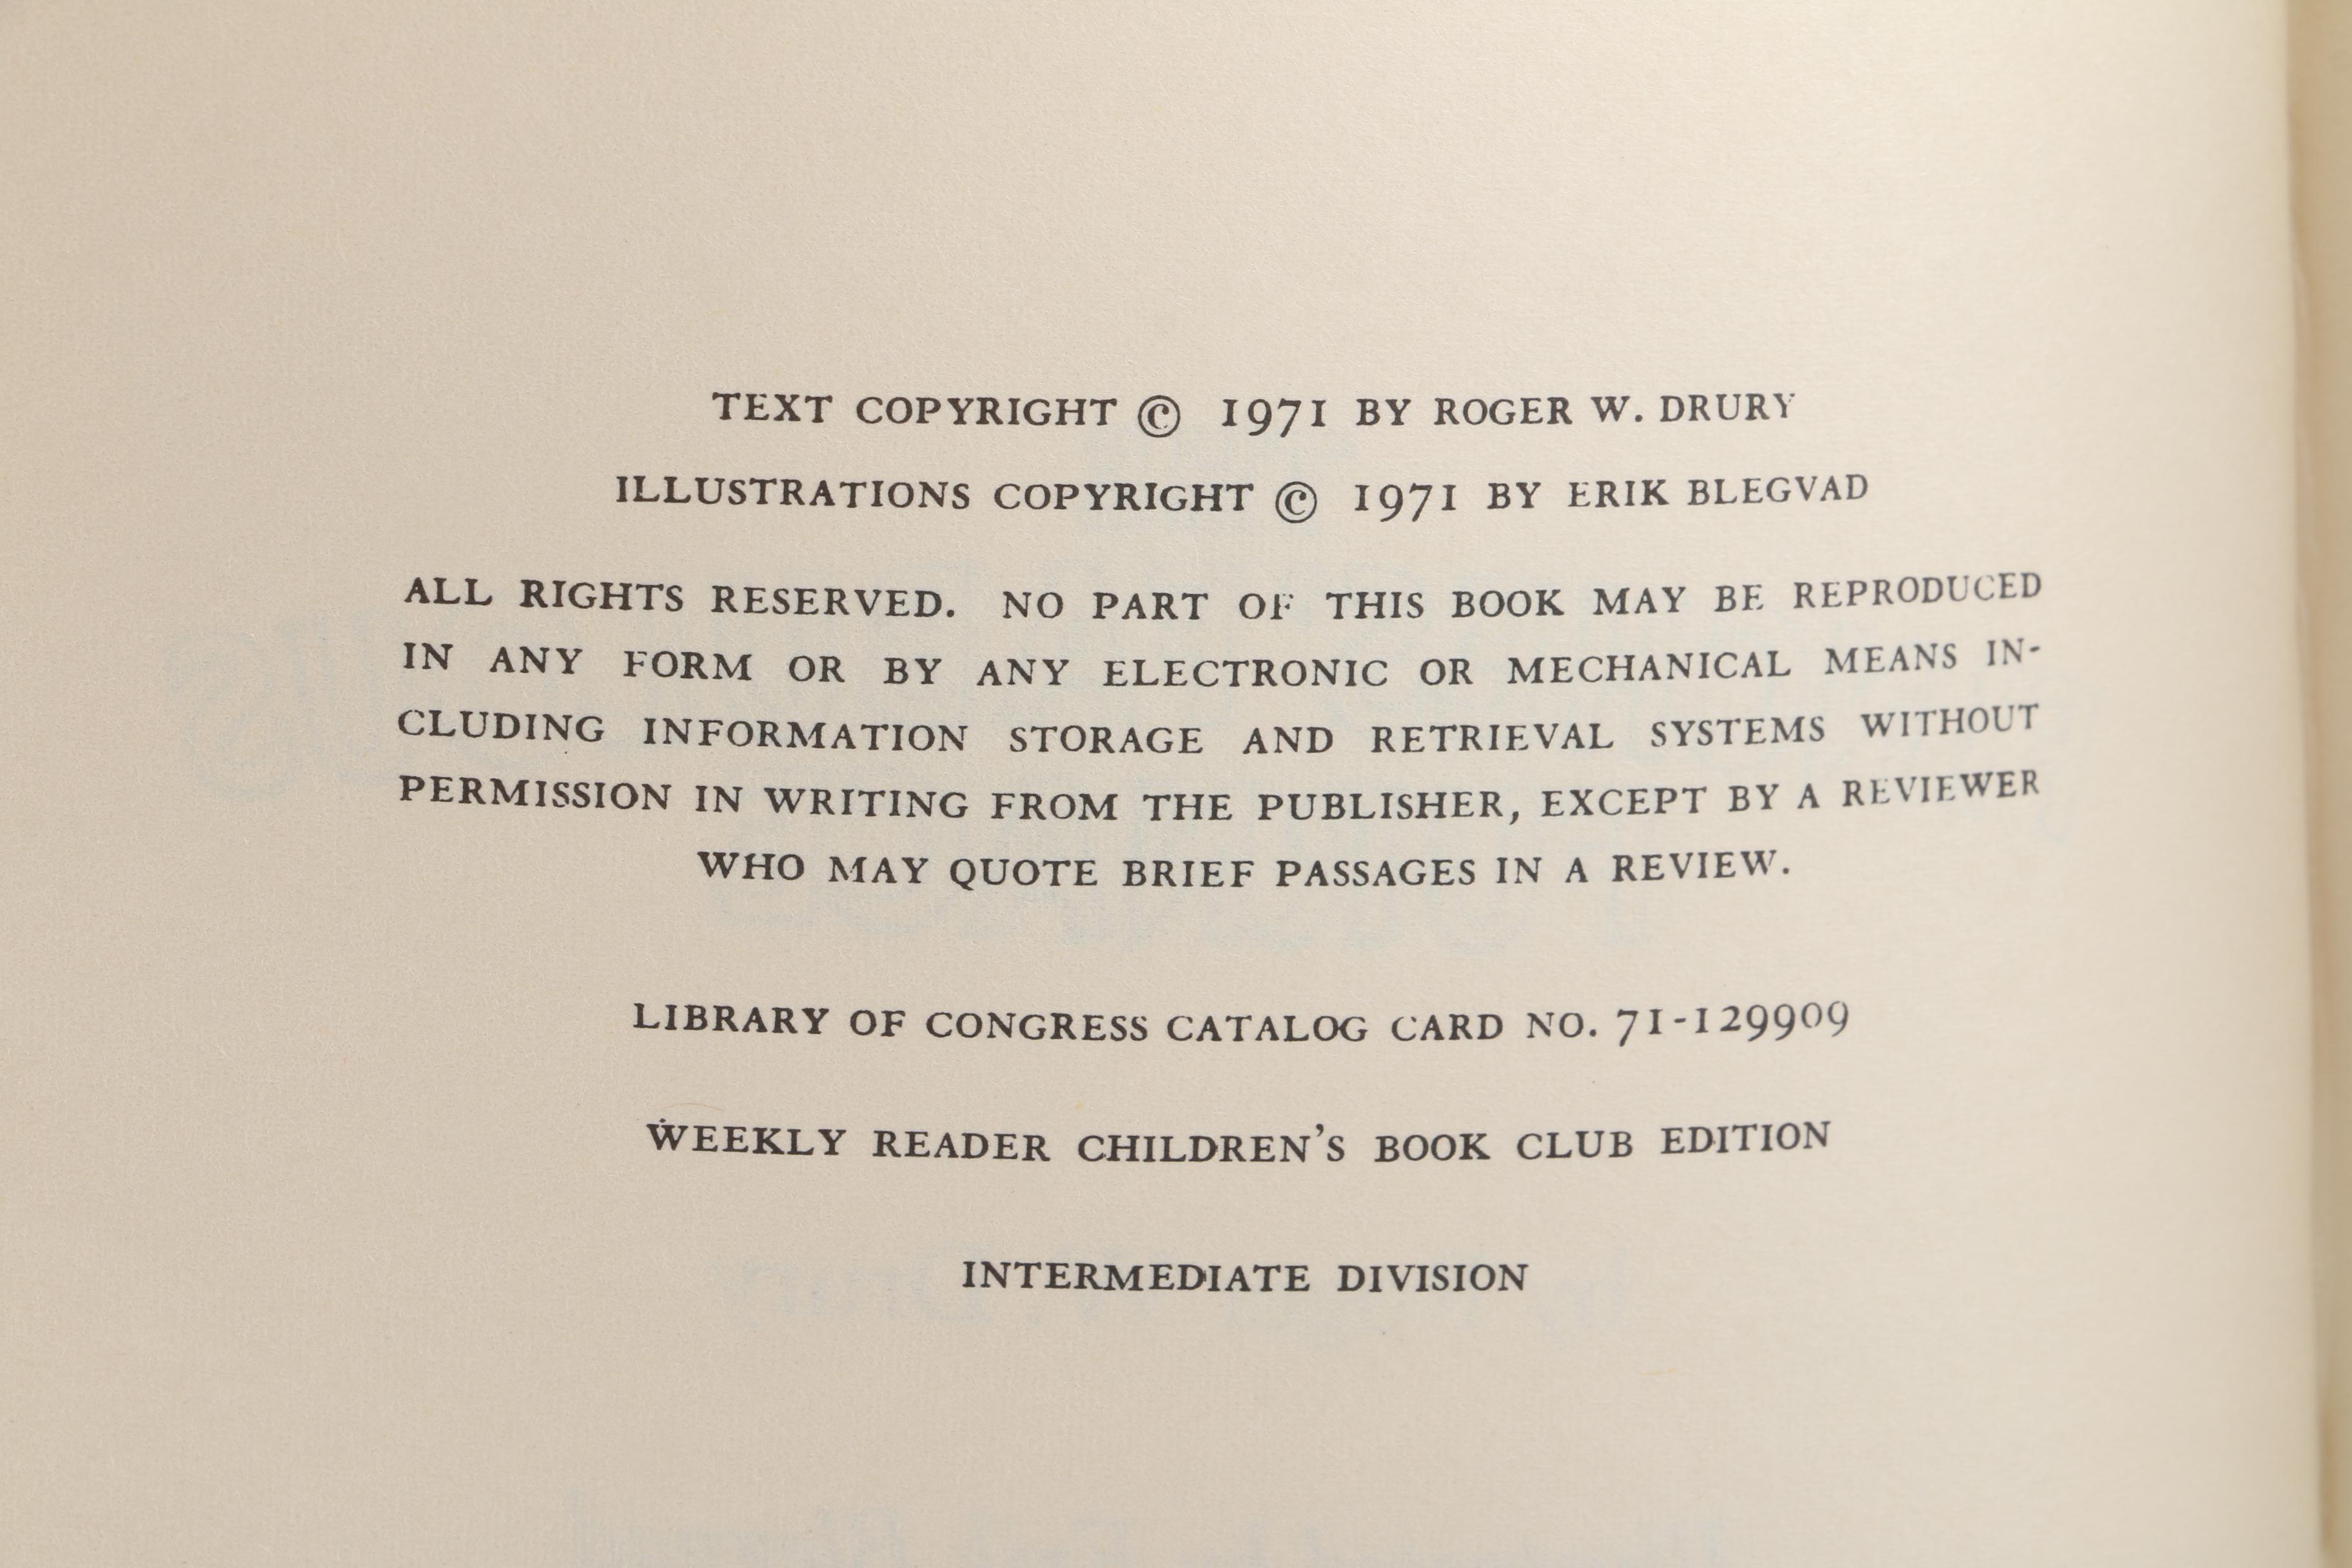 TEXT COPYRIGHT © 1971 BY ROGER W. DRURY
ILLUSTRATIONS COPYRIGHT © 1971 BY ERIK BLEGVAD
ALL RIGHTS RESERVED. NO PART OF THIS BOOK MAY BE REPRODUCED
IN ANY FORM OR BY ANY ELECTRONIC OR MECHANICAL MEANS IN-
CLUDING INFORMATION STORAGE AND RETRIEVAL SYSTEMS WITHOUT
PERMISSION IN WRITING FROM THE PUBLISHER, EXCEPT BY A REVIEWER
WHO MAY QUOTE BRIEF PASSAGES IN A REVIEW.
LIBRARY OF CONGRESS CATALOG CARD NO. 71-129909
WEEKLY READER CHILDREN'S BOOK CLUB EDITION
INTERMEDIATE DIVISION